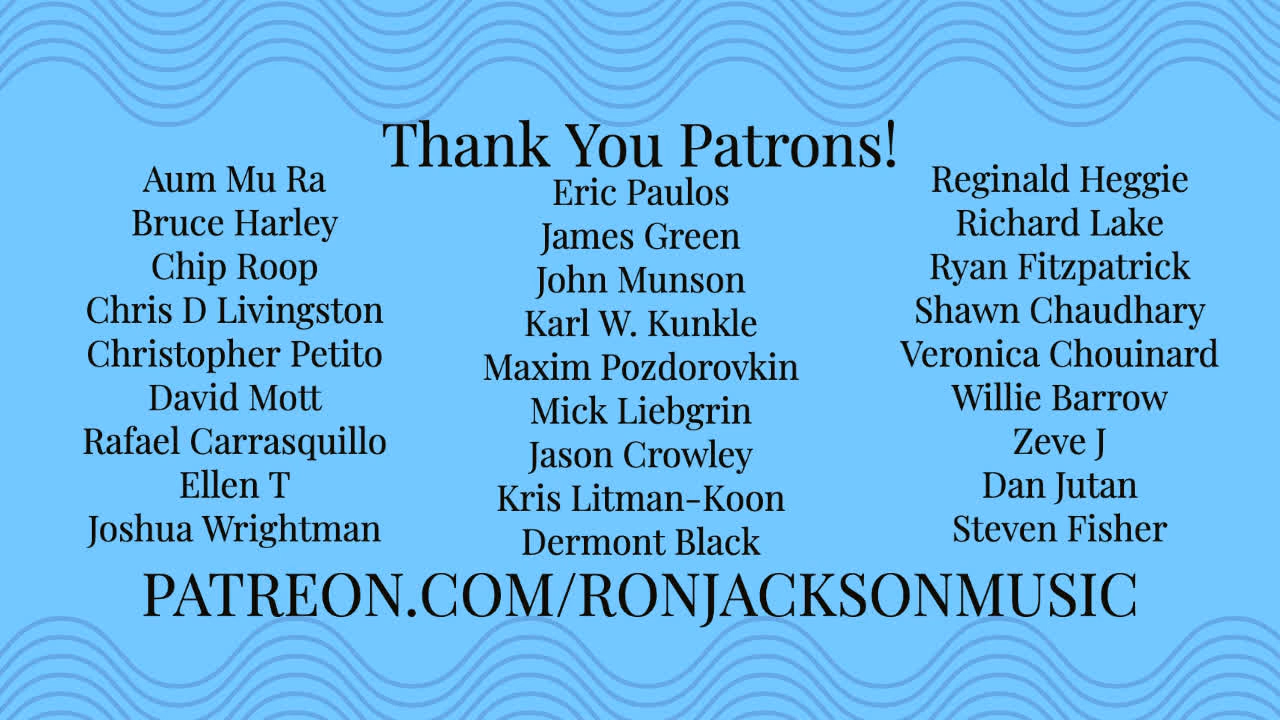 Thank You Patrons!
Aum Mu Ra
Bruce Harley
Chip Roop
Chris D Livingston
Christopher Petito
David Mott
Rafael Carrasquillo
Ellen T
Joshua Wrightman
Eric Paulos
James Green
John Munson
Karl W. Kunkle
Maxim Pozdorovkin
Mick Liebgrin
Jason Crowley
Kris Litman-Koon
Dermont Black
Reginald Heggie
Richard Lake
Ryan Fitzpatrick
Shawn Chaudhary
Veronica Chouinard
Willie Barrow
Zeve J
Dan Jutan
Steven Fisher
PATREON.COM/RONJACKSONMUSIC